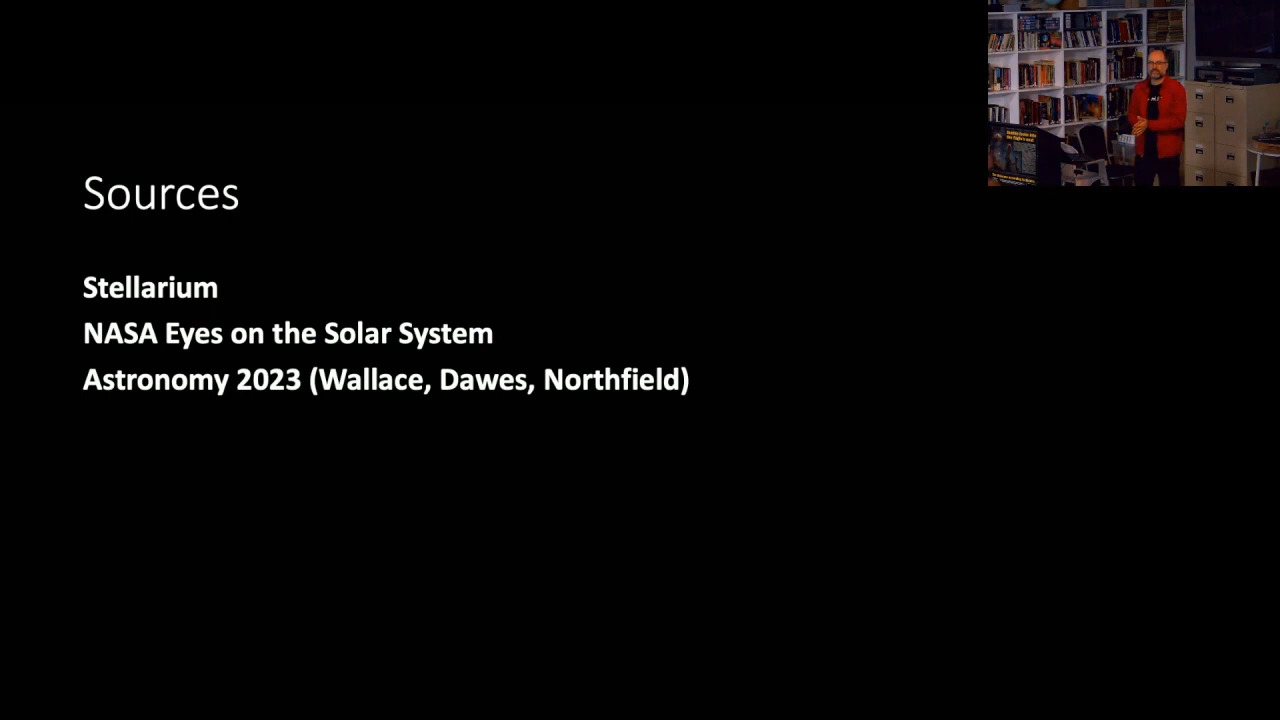 Sources
Stellarium
NASA Eyes on the Solar System
Astronomy 2023 (Wallace, Dawes, Northfield)